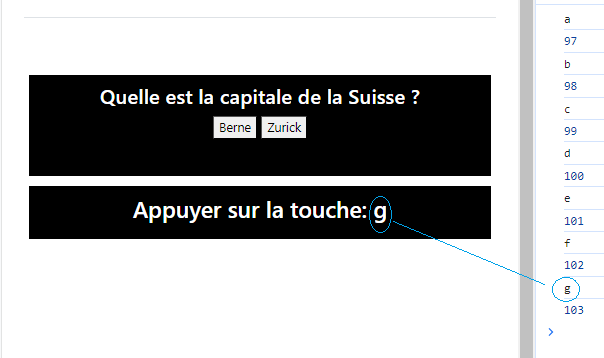 Quelle est la capitale de la Suisse ?
Berne Zurick
Appuyer sur la touche: g
a
97
b
98
c
99
d
100
e
101
f
102
g
103